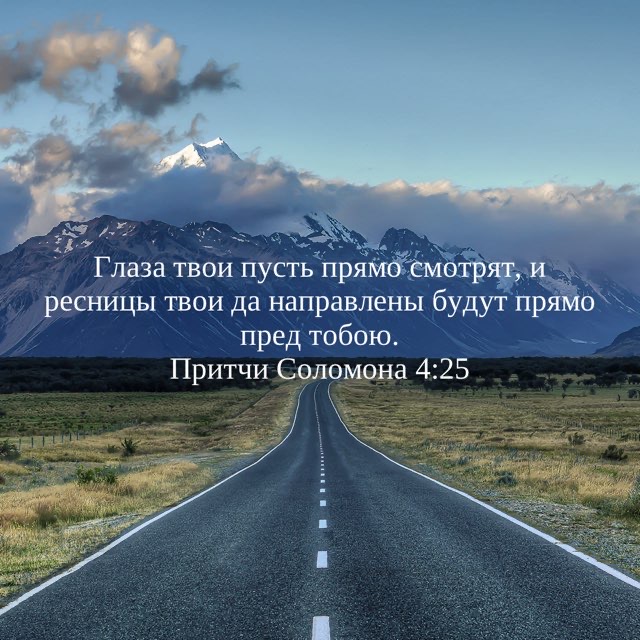 Глаза твои пусть прямо смотрят, и
ресницы твои да направлены будут прямо
пред тобою.
Притчи Соломона 4:25